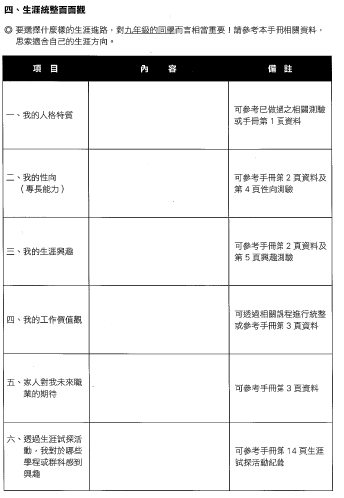 四、生涯統整面面觀
◎ 要選擇什麼樣的生涯進路，對九年級的同學而言相當重要！請參考本手冊相關資料，
思索適合自己的生涯方向。
項目 內容 備註
一、我的人格特質
可參考已做過之相關測驗
或手冊第 1 頁資料
二、我的性向
（專長能力）
可參考手冊第 2 頁資料及
第 4 頁性向測驗
三、我的生涯興趣
可參考手冊第 2 頁資料及
第 5 頁興趣測驗
四、我的工作價值觀
可透過相關課程進行統整
或參考手冊第 3 頁資料
五、家人對我未來職
業的期待
可參考手冊第 3 頁資料
六、透過生涯試探活
動，我對於哪些
學程或群科感到
興趣
可參考手冊第 14 頁生涯
試探活動紀錄